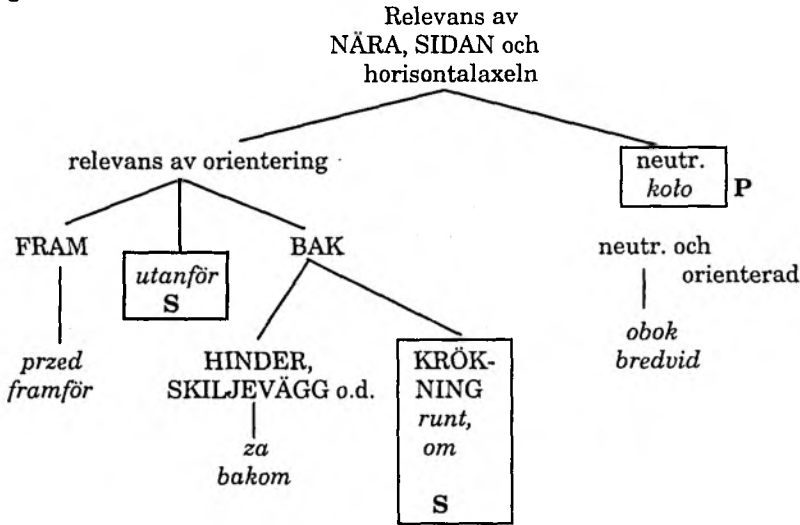 Relevans av
NÄRA, SIDAN och
horisontalaxeln
relevans av orientering
neutr.
koło
P
FRAM
utanför
S
BAK
neutr. och
orienterad
przed
framför
HINDER,
SKILJEVÄGG o.d.
za
bakom
KRÖK-
NING
runt,
om
S
obok
bredvid